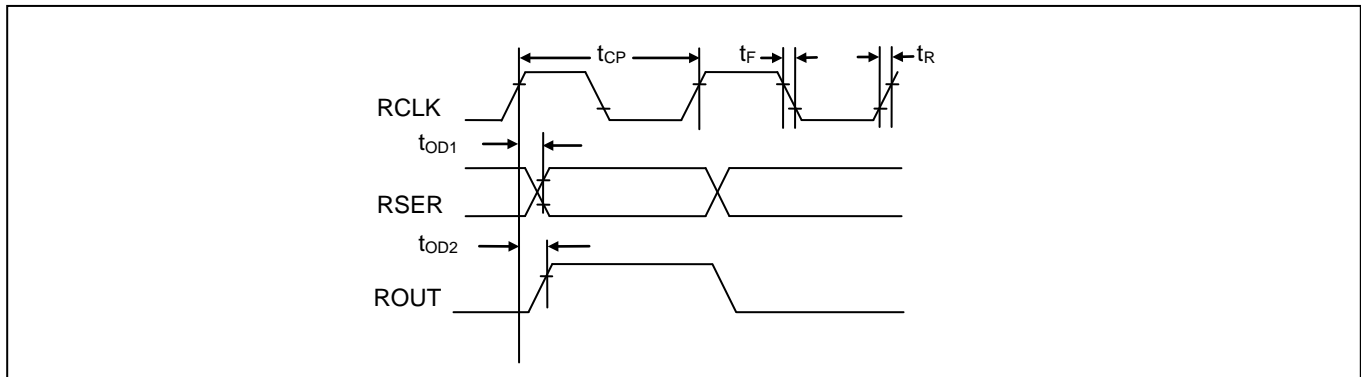 tCP
tF
tR
RCLK
tOD1
RSER
tOD2
ROUT